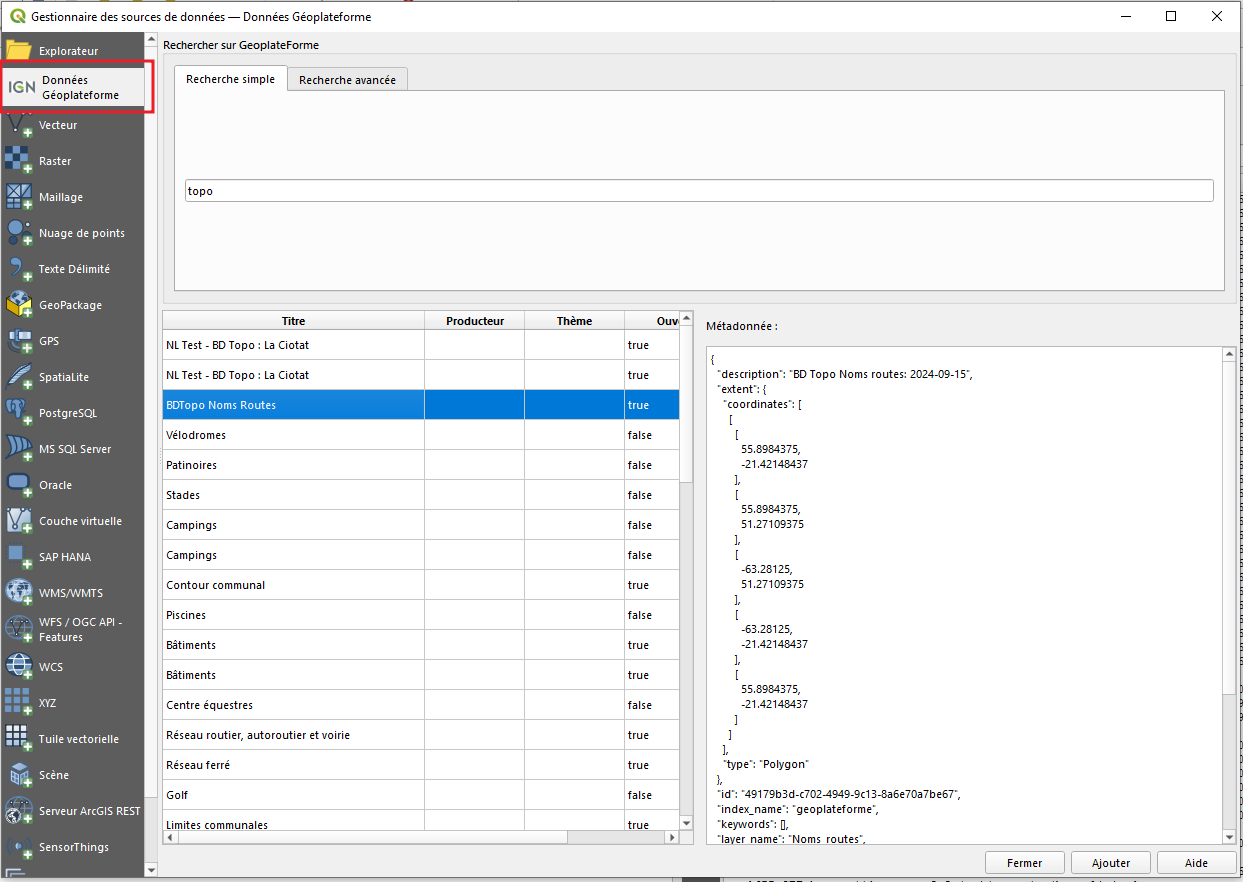 Gestionnaire des sources de données — Données Géoplateforme
Explorateur
IGN
Données
Géoplateforme
Vecteur
Raster
Maillage
Nuage de points
Texte Délimité
GeoPackage
GPS
SpatiaLite
PostgreSQL
MS SQL Server
Oracle
Couche virtuelle
SAP HANA
WMS/WMTS
WFS / OGC API -
Features
WCS
XYZ
Tuile vectorielle
Scène
Serveur ArcGIS REST
SensorThings
Rechercher sur GeoplateForme
Recherche simple
Recherche avancée
topo
Titre Producteur Thème Ouv
NL Test - BD Topo : La Ciotat true
NL Test - BD Topo : La Ciotat true
BDTopo Noms Routes true
Vélodromes false
Patinoires false
Stades false
Campings false
Campings false
Contour communal true
Piscines false
Bâtiments true
Bâtiments true
Centre équestres false
Réseau routier, autoroutier et voirie true
Réseau ferré true
Golf false
Limites communales true
Métadonnée :
{
"description": "BD Topo Noms routes: 2024-09-15",
"extent": {
"coordinates": [
[
[
55.8984375,
-21.42148437
],
[
55.8984375,
51.27109375
],
[
-63.28125,
51.27109375
],
[
-63.28125,
-21.42148437
],
[
55.8984375,
-21.42148437
]
]
],
"type": "Polygon"
},
"id": "49179b3d-c702-4949-9c13-8a6e70a7be67",
"index_name": "geoplateforme",
"keywords": [],
"layer_name": "Noms_routes",
Fermer
Ajouter
Aide